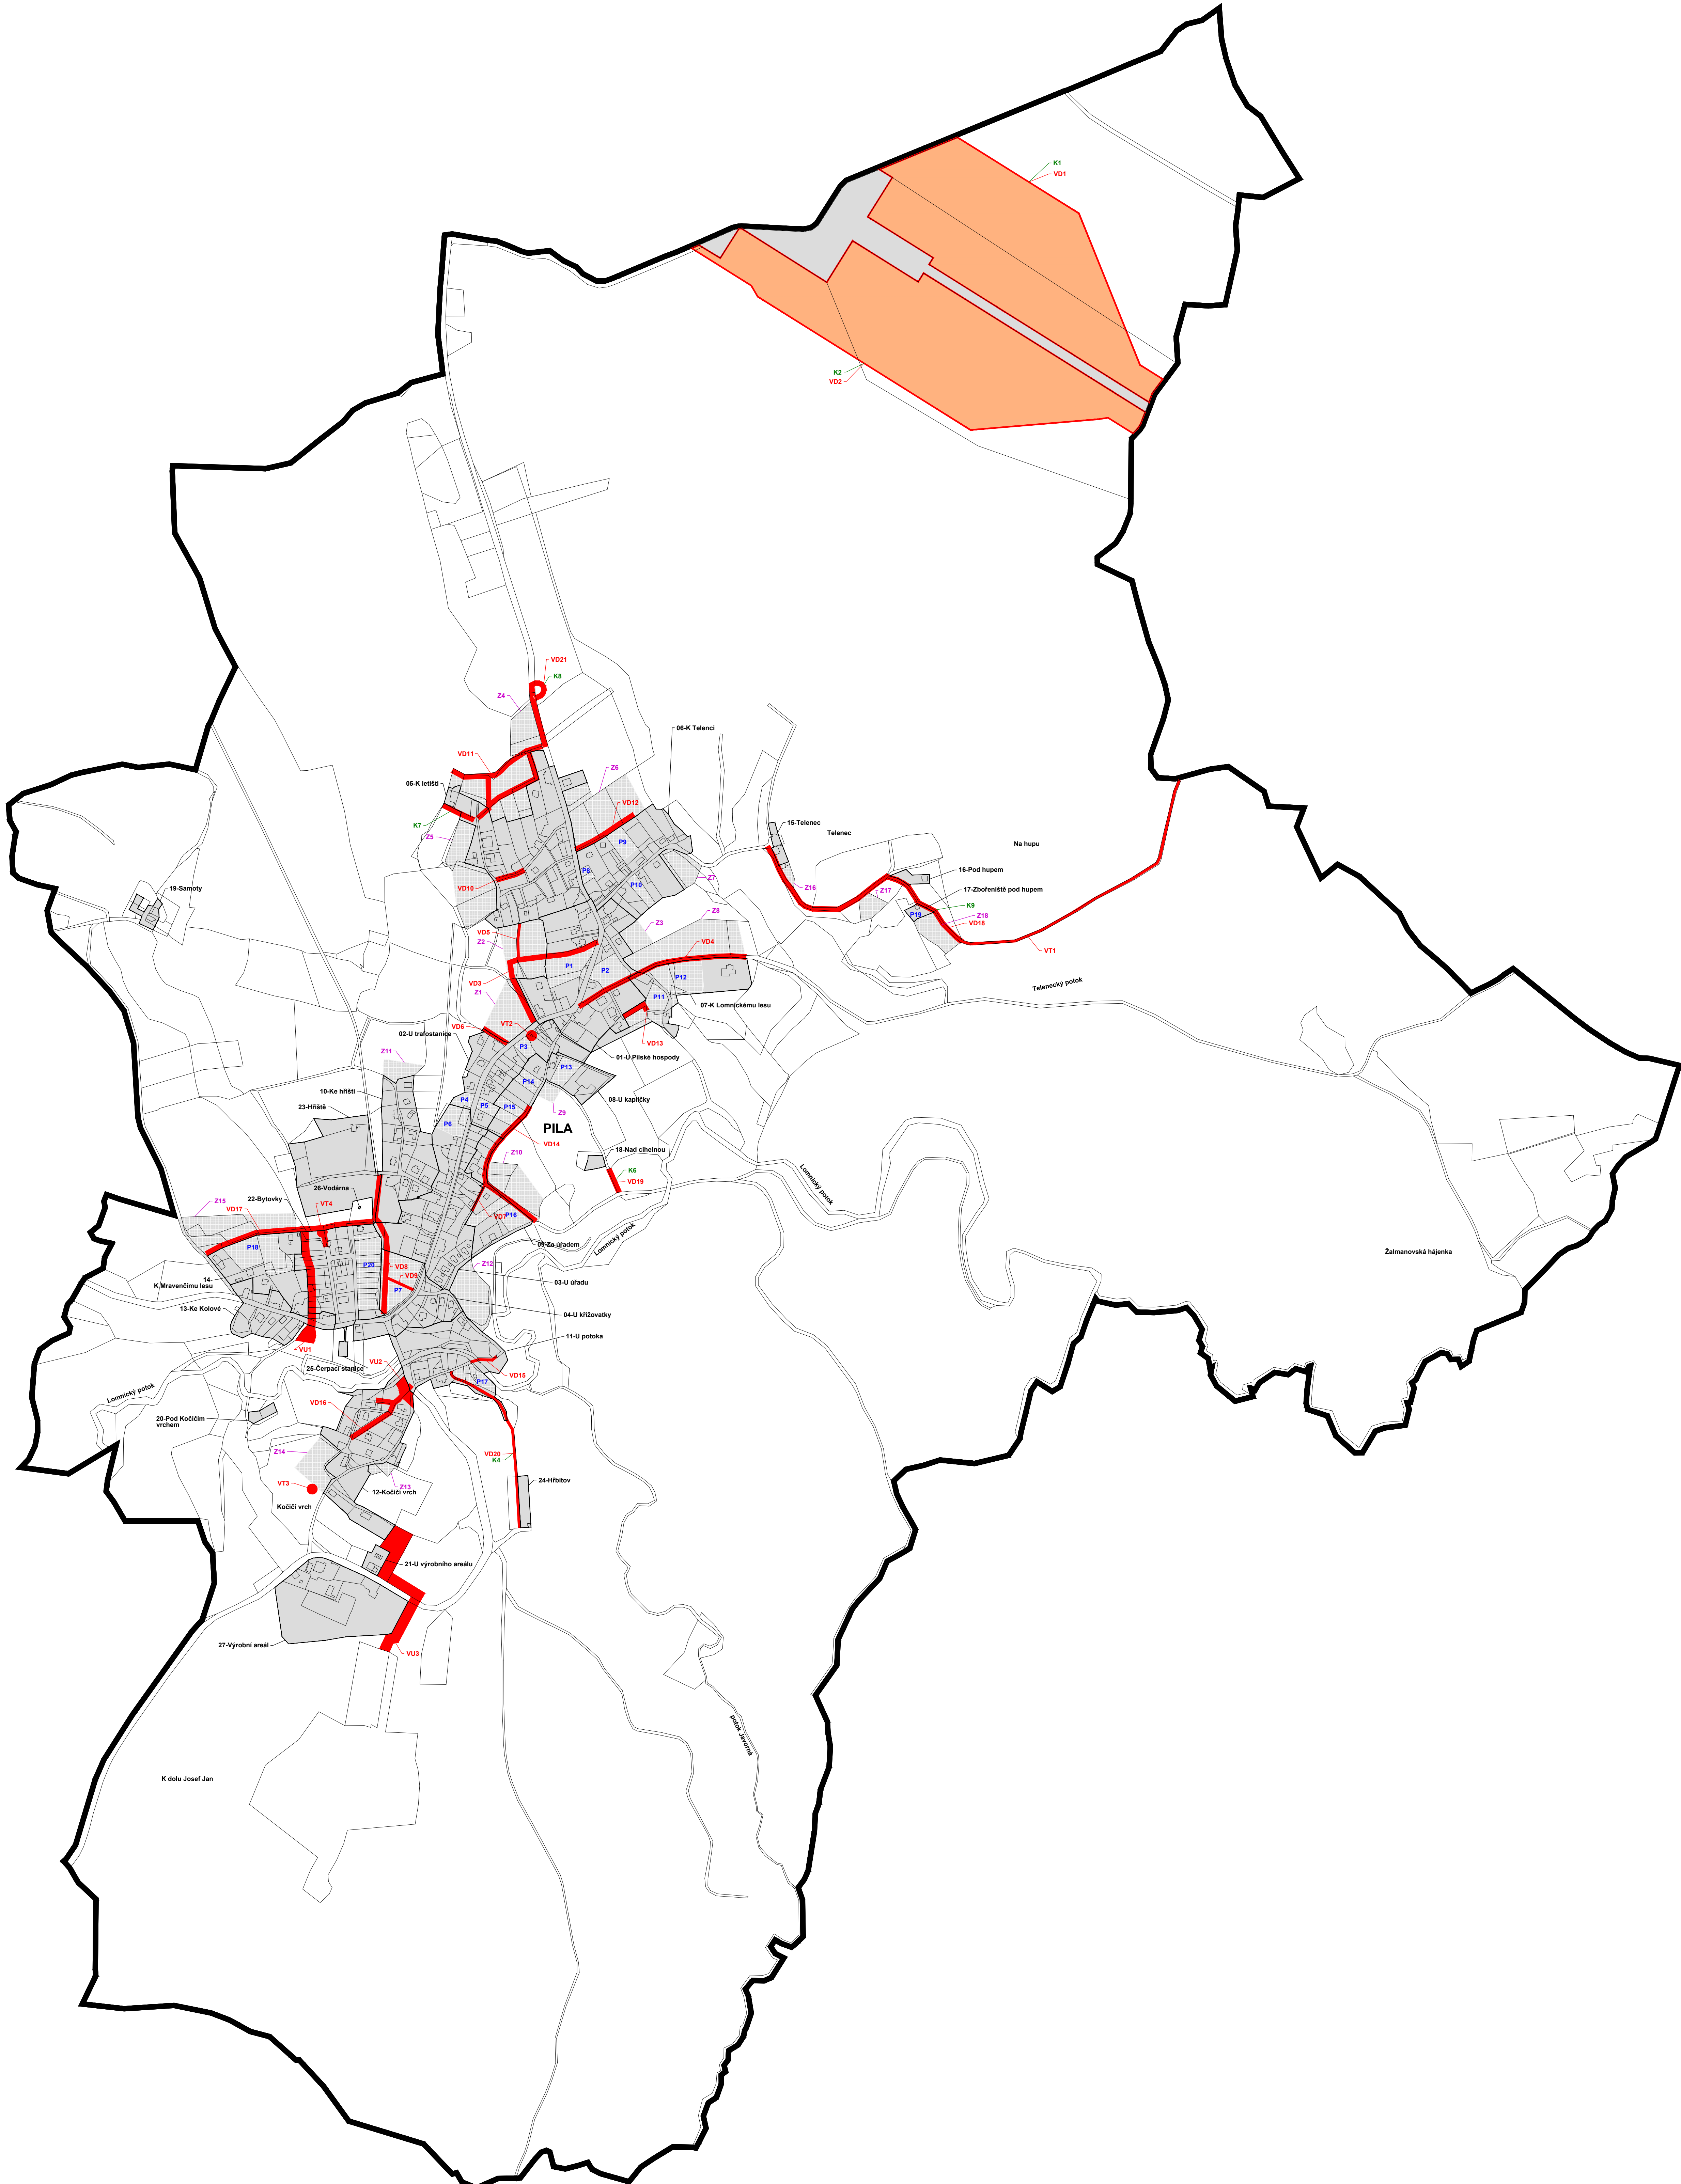 K1
VD1
K2
VD2
VD21
K8
Z4
06-K Telenci
VD11
05-K letišti
Z6
VD12
K7
Z5
P9
15-Telenec
Telenec
Na hupu
P8
16-Pod hupem
VD10
P10
Z7
19-Samoty
Z16
Z17
17-Zbořeniště pod hupem
K9
P19
Z18
VD18
Z8
Z3
VD5
Z2
VD4
VT1
P1
P2
P12
VD3
Telenecký potok
Z1
P11
07-K Lomnickému lesu
VT2
VD6
02-U trafostanice
P3
VD13
Z11
01-U Pilské hospody
P13
P14
10-Ke hřišti
P4
P5
P15
08-U kapličky
23-Hřiště
Z9
P6
PILA
VD14
18-Nad cihelnou
Z10
K6
Lomnický potok
26-Vodárna
VD19
22-Bytovky
Z15
VT4
VD17
VD7
P16
Lomnický potok
P18
09-Za úřadem
Žalmanovská hájenka
Z12
P20
VD8
VD9
14-
K Mravenčímu lesu
03-U úřadu
P7
13-Ke Kolové
04-U křižovatky
11-U potoka
VU1
VU2
25-Čerpací stanice
VD15
P17
Lomnický potok
VD16
20-Pod Kočičím
vrchem
Z14
VD20
K4
24-Hřbitov
VT3
Z13
12-Kočičí vrch
Kočičí vrch
21-U výrobního areálu
27-Výrobní areál
VU3
potok Javorná
K dolu Josef Jan